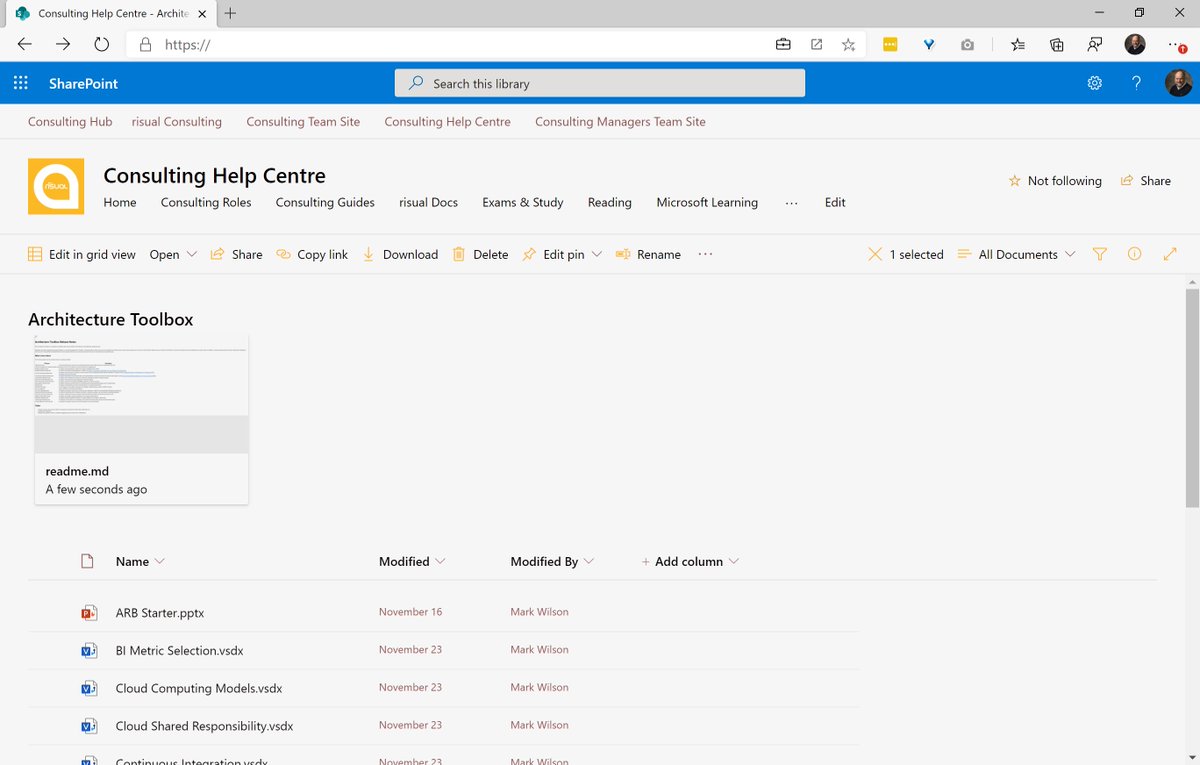 Consulting Help Centre - Archite
https://
SharePoint
Search this library
Consulting Hub risual Consulting Consulting Team Site Consulting Help Centre Consulting Managers Team Site
risual
Consulting Help Centre
Not following Share
Home Consulting Roles Consulting Guides risual Docs Exams & Study Reading Microsoft Learning ... Edit
Edit in grid view Open Share Copy link Download Delete Edit pin Rename ... 1 selected All Documents
Architecture Toolbox
readme.md
A few seconds ago
Name Modified Modified By + Add column
ARB Starter.pptx November 16 Mark Wilson
BI Metric Selection.vsdx November 23 Mark Wilson
Cloud Computing Models.vsdx November 23 Mark Wilson
Cloud Shared Responsibility.vsdx November 23 Mark Wilson
Continuous Integration.vsdx November 23 Mark Wilson